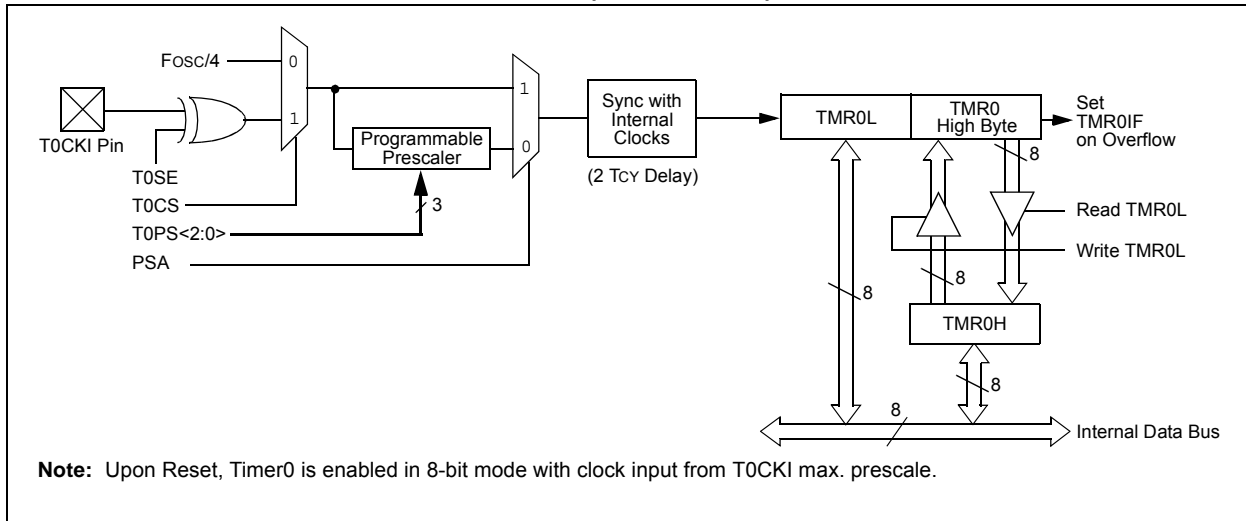 FOSC/4
0
1
T0CKI Pin
T0SE
T0CS
T0PS<2:0>
PSA
Programmable
Prescaler
3
1
0
Sync with
Internal
Clocks
(2 TCY Delay)
TMR0L
TMR0
High Byte
Set
TMR0IF
on Overflow
8
Read TMR0L
Write TMR0L
8
8
TMR0H
8
8
Internal Data Bus
Note: Upon Reset, Timer0 is enabled in 8-bit mode with clock input from T0CKI max. prescale.